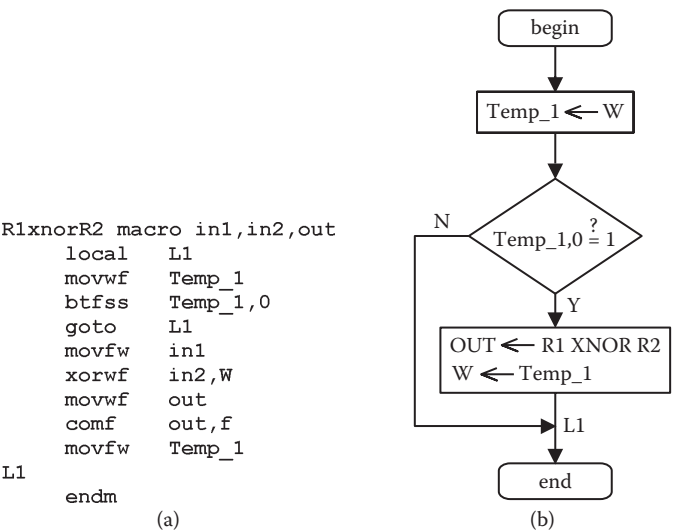 R1xnorR2 macro in1,in2,out
local L1
movwf Temp_1
btfss Temp_1,0
goto L1
movfw in1
xorwf in2,W
movwf out
comf out,f
movfw Temp_1
L1
endm
(a)
begin
Temp_1 ← W
N
Temp_1,0 =? 1
Y
OUT ← R1 XNOR R2
W ← Temp_1
L1
end
(b)